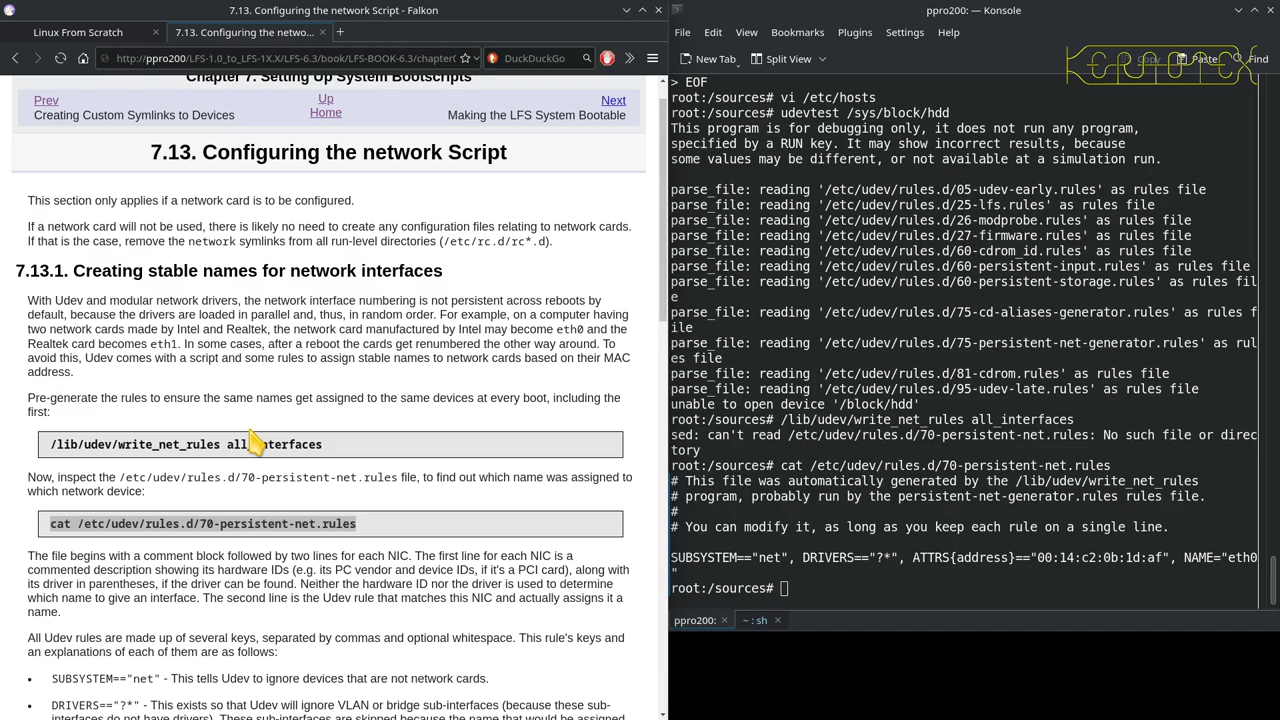 7.13. Configuring the network Script - Falkon
Linux From Scratch
7.13. Configuring the netwo...
http://ppro200/LFS-1.0_to_LFS-1X.X/LFS-6.3/book/LFS-BOOK-6.3/chapter0
DuckDuckGo
Chapter 7. Setting Up System Bootscripts
Prev
Up
Next
Creating Custom Symlinks to Devices
Home
Making the LFS System Bootable
7.13. Configuring the network Script
This section only applies if a network card is to be configured.
If a network card will not be used, there is likely no need to create any configuration files relating to network cards.
If that is the case, remove the network symlinks from all run-level directories (/etc/rc.d/rc*.d).
7.13.1. Creating stable names for network interfaces
With Udev and modular network drivers, the network interface numbering is not persistent across reboots by
default, because the drivers are loaded in parallel and, thus, in random order. For example, on a computer having
two network cards made by Intel and Realtek, the network card manufactured by Intel may become eth0 and the
Realtek card becomes eth1. In some cases, after a reboot the cards get renumbered the other way around. To
avoid this, Udev comes with a script and some rules to assign stable names to network cards based on their MAC
address.
Pre-generate the rules to ensure the same names get assigned to the same devices at every boot, including the
first:
/lib/udev/write_net_rules all_interfaces
Now, inspect the /etc/udev/rules.d/70-persistent-net.rules file, to find out which name was assigned to
which network device:
cat /etc/udev/rules.d/70-persistent-net.rules
The file begins with a comment block followed by two lines for each NIC. The first line for each NIC is a
commented description showing its hardware IDs (e.g. its PC vendor and device IDs, if it's a PCI card), along with
its driver in parentheses, if the driver can be found. Neither the hardware ID nor the driver is used to determine
which name to give an interface. The second line is the Udev rule that matches this NIC and actually assigns it a
name.
All Udev rules are made up of several keys, separated by commas and optional whitespace. This rule's keys and
an explanations of each of them are as follows:
• SUBSYSTEM=="net" - This tells Udev to ignore devices that are not network cards.
• DRIVERS=="?*" - This exists so that Udev will ignore VLAN or bridge sub-interfaces (because these sub-
interfaces do not have drivers). These sub-interfaces are skipped because the name that would be assigned
ppro200: — Konsole
File Edit View Bookmarks Plugins Settings Help
New Tab Split View Copy Paste Find
> EOF
root:/sources# vi /etc/hosts
root:/sources# udevtest /sys/block/hdd
This program is for debugging only, it does not run any program,
specified by a RUN key. It may show incorrect results, because
some values may be different, or not available at a simulation run.
parse_file: reading '/etc/udev/rules.d/05-udev-early.rules' as rules file
parse_file: reading '/etc/udev/rules.d/25-lfs.rules' as rules file
parse_file: reading '/etc/udev/rules.d/26-modprobe.rules' as rules file
parse_file: reading '/etc/udev/rules.d/27-firmware.rules' as rules file
parse_file: reading '/etc/udev/rules.d/60-cdrom_id.rules' as rules file
parse_file: reading '/etc/udev/rules.d/60-persistent-input.rules' as rules file
parse_file: reading '/etc/udev/rules.d/60-persistent-storage.rules' as rules fil
e
parse_file: reading '/etc/udev/rules.d/75-cd-aliases-generator.rules' as rules f
ile
parse_file: reading '/etc/udev/rules.d/75-persistent-net-generator.rules' as rul
es file
parse_file: reading '/etc/udev/rules.d/81-cdrom.rules' as rules file
parse_file: reading '/etc/udev/rules.d/95-udev-late.rules' as rules file
unable to open device '/block/hdd'
root:/sources# /lib/udev/write_net_rules all_interfaces
sed: can't read /etc/udev/rules.d/70-persistent-net.rules: No such file or direc
tory
root:/sources# cat /etc/udev/rules.d/70-persistent-net.rules
# This file was automatically generated by the /lib/udev/write_net_rules
# program, probably run by the persistent-net-generator.rules rules file.
#
# You can modify it, as long as you keep each rule on a single line.
SUBSYSTEM=="net", DRIVERS=="?*", ATTRS{address}=="00:14:c2:0b:1d:af", NAME="eth0
"
root:/sources#
ppro200:
~ : sh